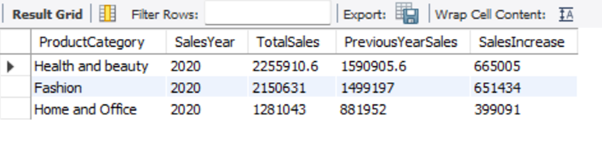 Result Grid Filter Rows: Export: Wrap Cell Content:
ProductCategory SalesYear TotalSales PreviousYearSales SalesIncrease
Health and beauty 2020 2255910.6 1590905.6 665005
Fashion 2020 2150631 1499197 651434
Home and Office 2020 1281043 881952 399091